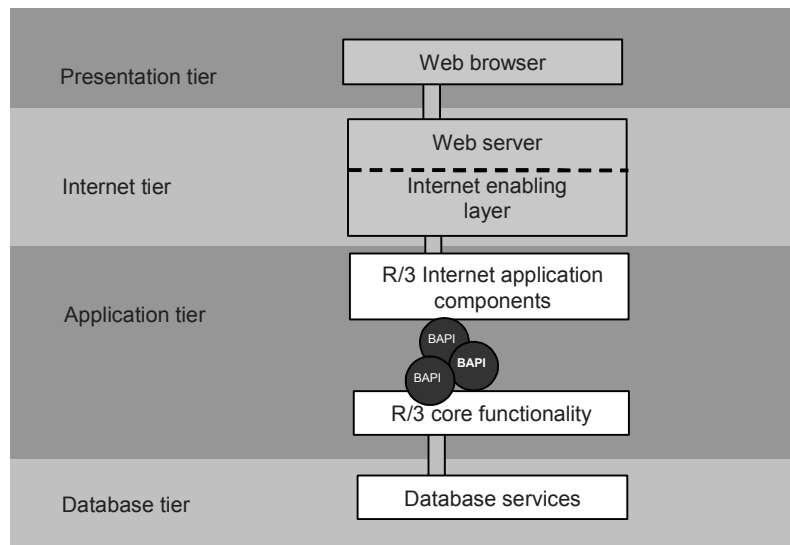 Web browser
Presentation tier
Web server
Internet tier
Internet enabling
layer
R/3 Internet application
components
Application tier
BAPI
BAPI
BAPI
R/3 core functionality
Database tier
Database services